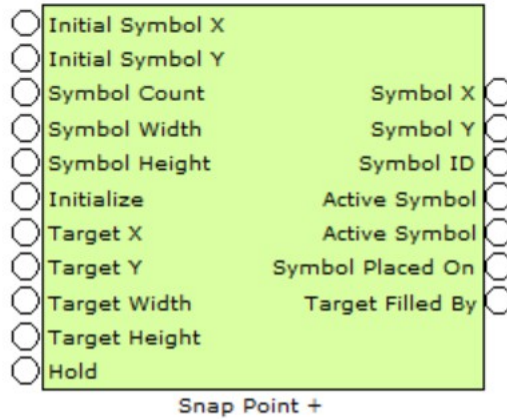 Initial Symbol X
Initial Symbol Y
Symbol Count
Symbol Width
Symbol Height
Initialize
Target X
Target Y
Target Width
Target Height
Hold
Symbol X
Symbol Y
Symbol ID
Active Symbol
Active Symbol
Symbol Placed On
Target Filled By
Snap Point +